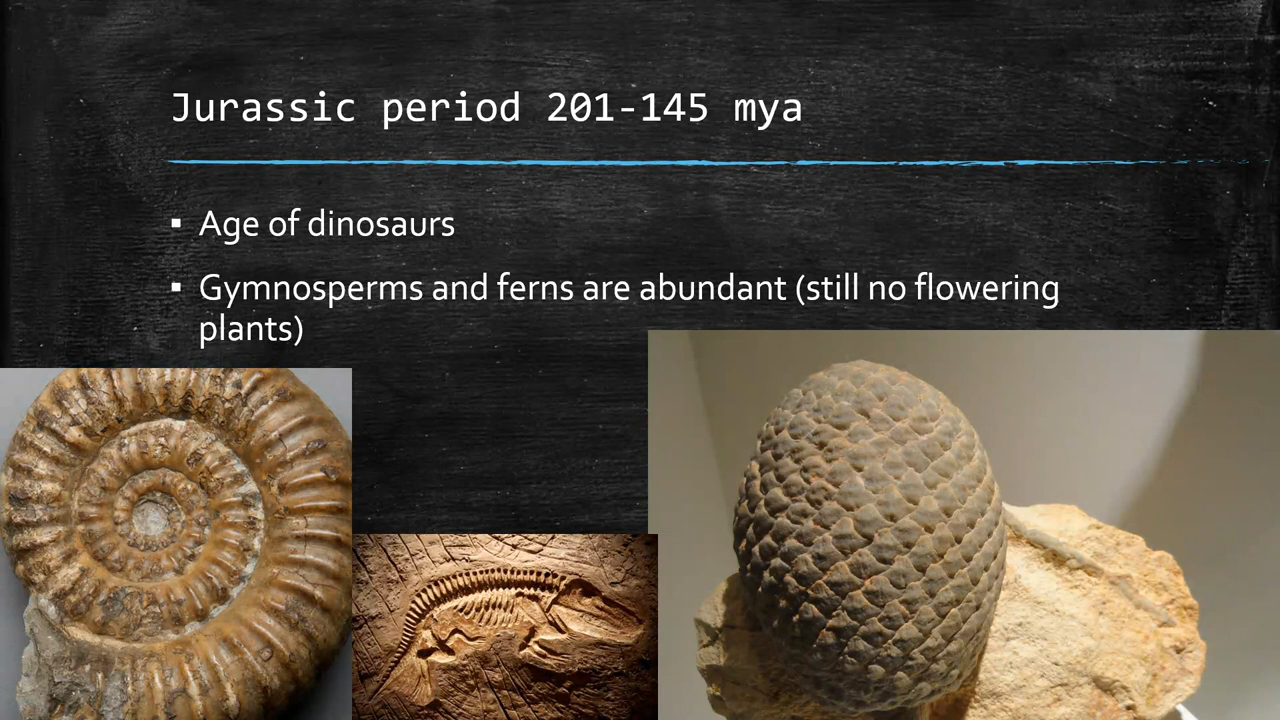 Jurassic period 201-145 mya
▪ Age of dinosaurs
▪ Gymnosperms and ferns are abundant (still no flowering
plants)